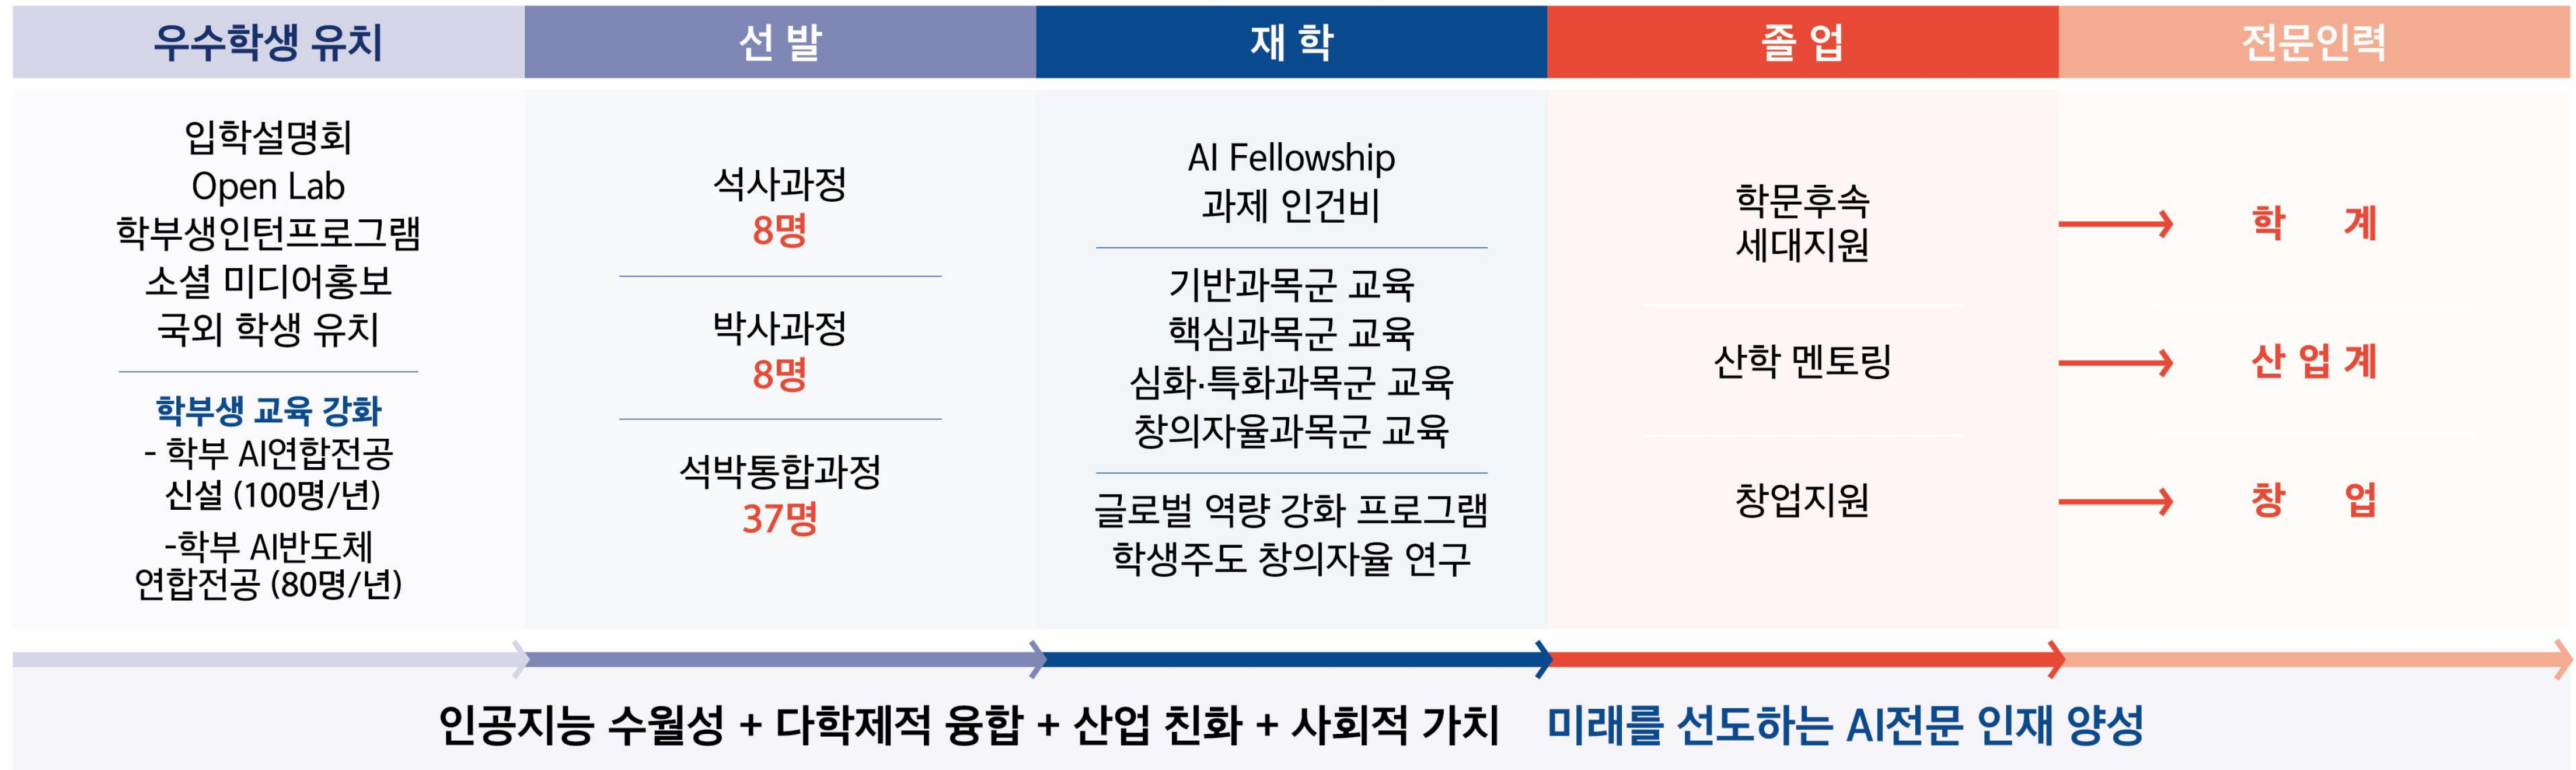 우수학생 유치
선 발
재 학
졸 업
전문인력
입학설명회
Open Lab
학부생인턴프로그램
소셜 미디어홍보
국외 학생 유치
학부생 교육 강화
- 학부 AI연합전공
신설 (100명/년)
-학부 AI반도체
연합전공 (80명/년)
석사과정
8명
박사과정
8명
석박통합과정
37명
AI Fellowship
과제 인건비
기반과목군 교육
핵심과목군 교육
심화·특화과목군 교육
창의자율과목군 교육
글로벌 역량 강화 프로그램
학생주도 창의자율 연구
학문후속
세대지원
산학 멘토링
창업지원
학 계
산 업 계
창 업
인공지능 수월성 + 다학제적 융합 + 산업 친화 + 사회적 가치 미래를 선도하는 AI전문 인재 양성